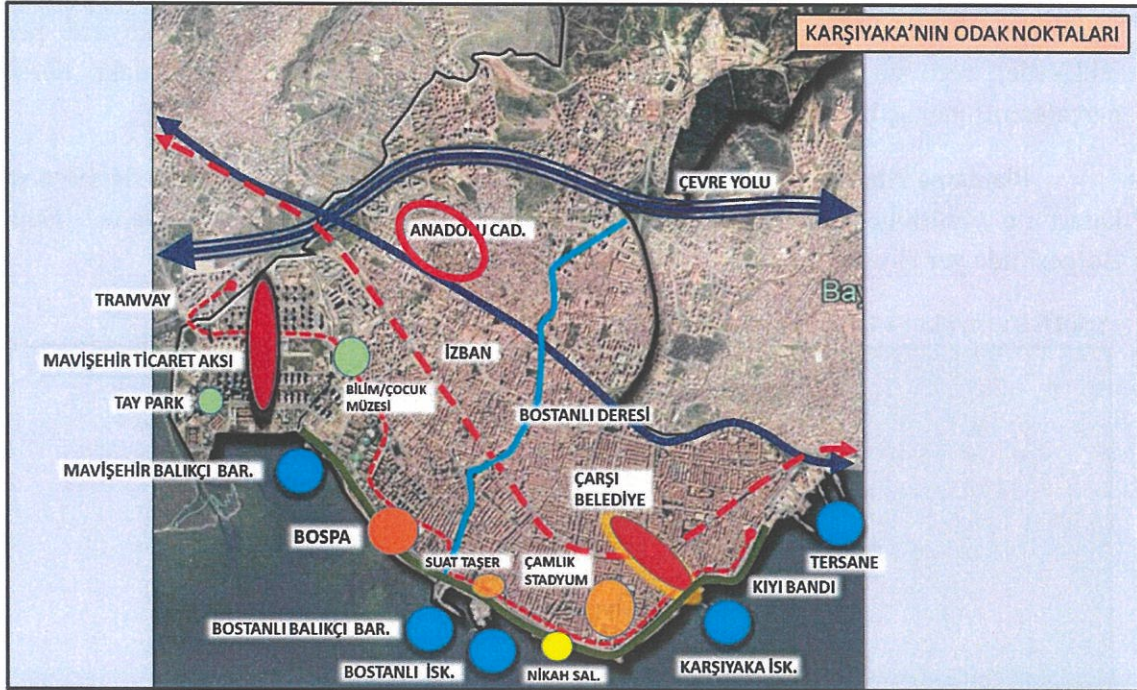 KARŞIYAKA'NIN ODAK NOKTALARI
ÇEVRE YOLU
ANADOLU CAD.
Ba
TRAMVAY
MAVİŞEHİR TİCARET AKSI
İZBAN
BİLİM/ÇOCUK
MÜZESİ
TAY PARK
BOSTANLI DERESİ
MAVİŞEHİR BALIKÇI BAR.
ÇARŞI
BELEDİYE
BOSPA
SUAT TAŞER
ÇAMLIK
STADYUM
TERSANE
KIYI BANDI
BOSTANLI BALIKÇI BAR.
BOSTANLI İSK.
NİKAH SAL.
KARŞIYAKA İSK.